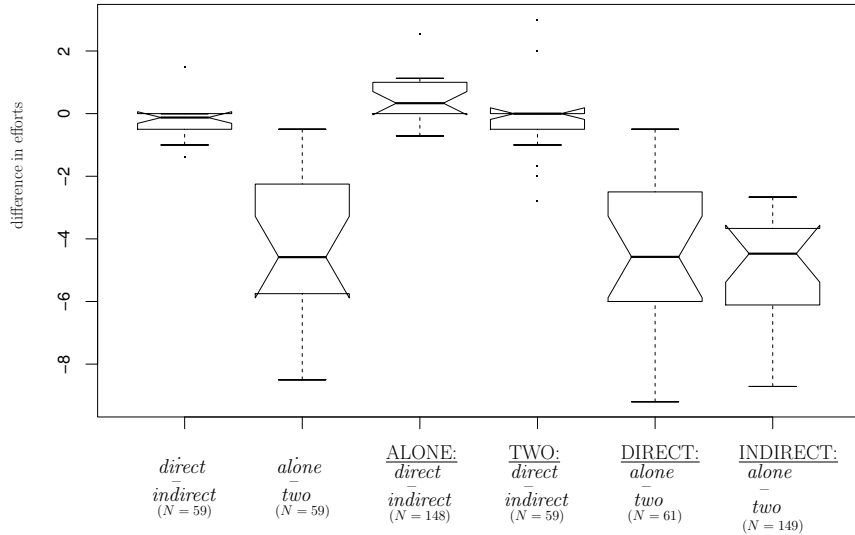 difference in efforts
2
0
−2
−4
−6
−8
direct
−
indirect
(N = 59)
alone
−
two
(N = 59)
ALONE:
direct
−
indirect
(N = 148)
TWO:
direct
−
indirect
(N = 59)
DIRECT:
alone
−
two
(N = 61)
INDIRECT:
alone
−
two
(N = 149)